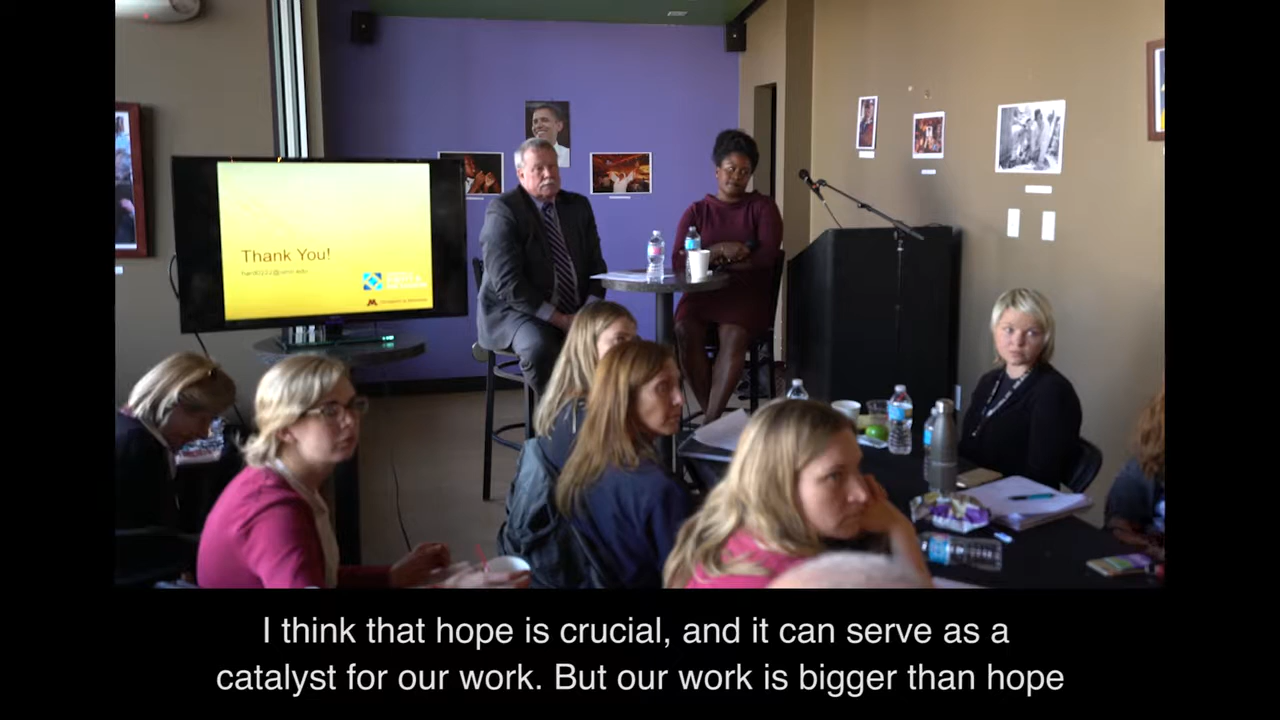 Thank You!
I think that hope is crucial, and it can serve as a
catalyst for our work. But our work is bigger than hope